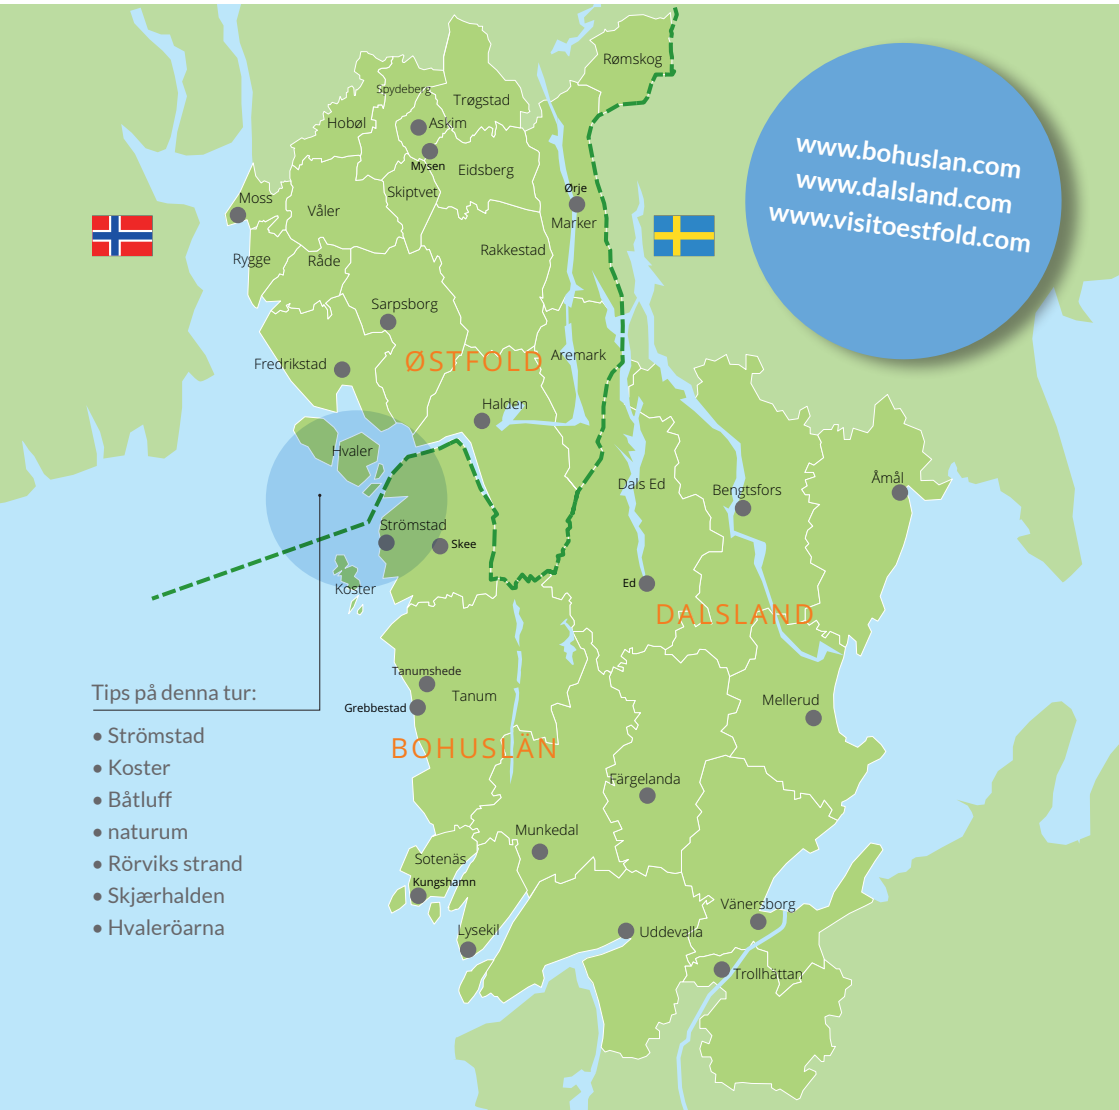 Rømskog
Spydeberg
Trøgstad
Hobøl
Askim
Mysen
Eidsberg
Skiptvet
Ørje
Moss
Våler
Marker
Rakkestad
Rygge
Råde
Sarpsborg
ØSTFOLD
Aremark
Fredrikstad
Halden
Hvaler
Dals Ed
Bengtsfors
Åmål
Strömstad
Skee
Koster
Ed
DALSLAND
Tanumshede
Tanum
Grebbestad
Mellerud
BOHUSLÄN
Färgelanda
Munkedal
Sotenäs
Kungshamn
Lysekil
Uddevalla
Vänersborg
Trollhättan
www.bohuslan.com
www.dalsland.com
www.visitoestfold.com
Tips på denna tur:
• Strömstad
• Koster
• Båtluff
• naturum
• Rörviks strand
• Skjærhalden
• Hvaleröarna